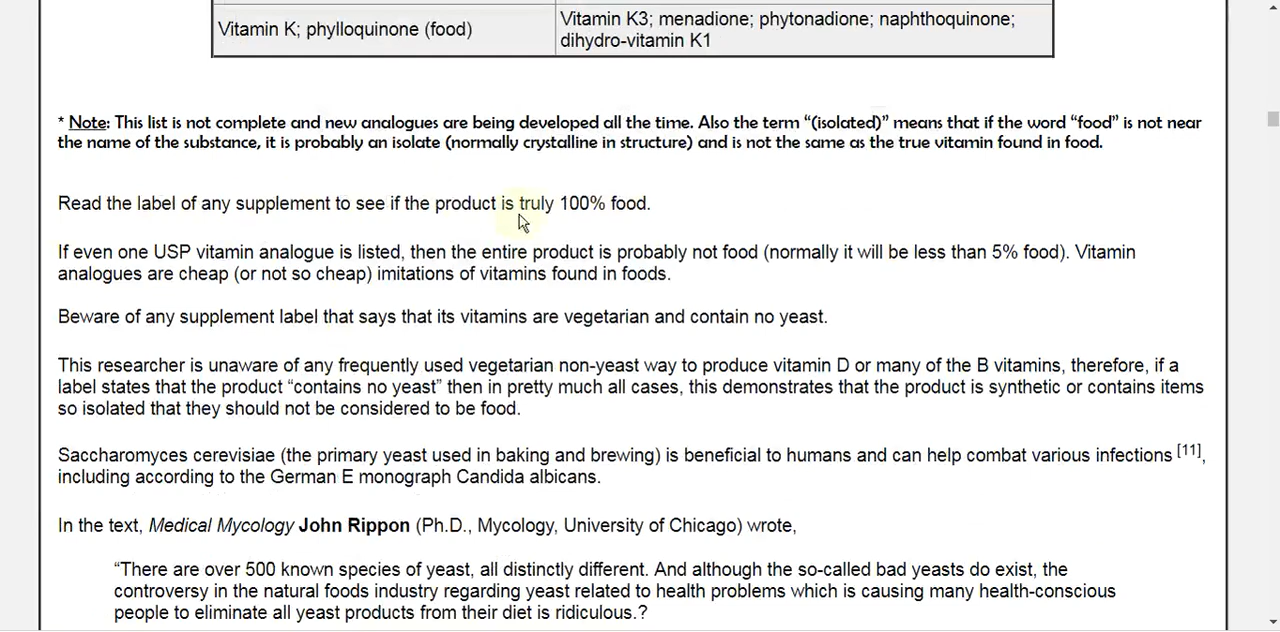 Vitamin K; phylloquinone (food)
Vitamin K3; menadione; phytonadione; naphthoquinone;
dihydro-vitamin K1
* Note: This list is not complete and new analogues are being developed all the time. Also the term “(isolated)” means that if the word “food” is not near
the name of the substance, it is probably an isolate (normally crystalline in structure) and is not the same as the true vitamin found in food.
Read the label of any supplement to see if the product is truly 100% food.
If even one USP vitamin analogue is listed, then the entire product is probably not food (normally it will be less than 5% food). Vitamin
analogues are cheap (or not so cheap) imitations of vitamins found in foods.
Beware of any supplement label that says that its vitamins are vegetarian and contain no yeast.
This researcher is unaware of any frequently used vegetarian non-yeast way to produce vitamin D or many of the B vitamins, therefore, if a
label states that the product “contains no yeast” then in pretty much all cases, this demonstrates that the product is synthetic or contains items
so isolated that they should not be considered to be food.
Saccharomyces cerevisiae (the primary yeast used in baking and brewing) is beneficial to humans and can help combat various infections [11],
including according to the German E monograph Candida albicans.
In the text, Medical Mycology John Rippon (Ph.D., Mycology, University of Chicago) wrote,
“There are over 500 known species of yeast, all distinctly different. And although the so-called bad yeasts do exist, the
controversy in the natural foods industry regarding yeast related to health problems which is causing many health-conscious
people to eliminate all yeast products from their diet is ridiculous.?